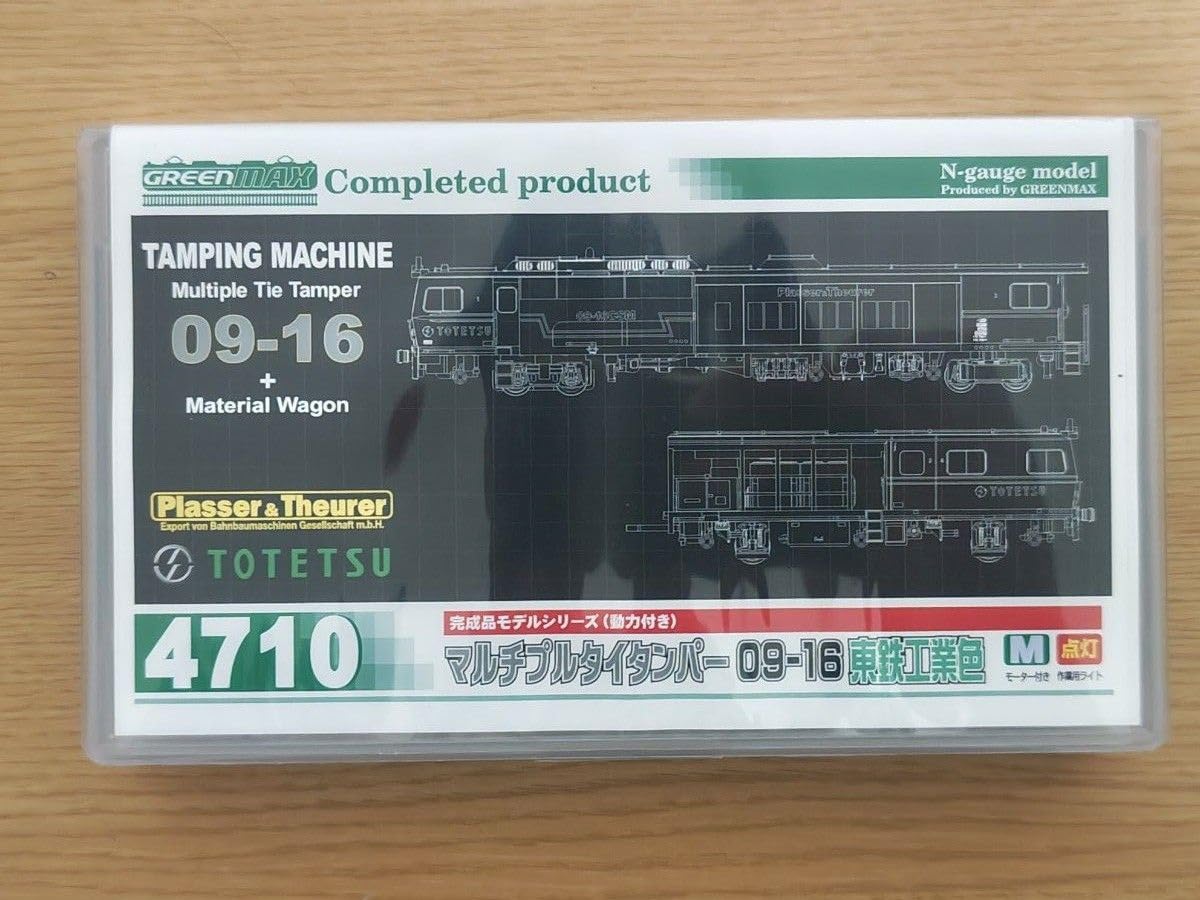 GREENMAX Completed product
N-gauge model
Produced by GREENMAX
TAMPING MACHINE
Multiple Tie Tamper
09-16
+
Material Wagon
Plasser&Theurer
TOTETSU
TOTETSU
Plasser & Theurer
Export von Bahnbaumaschinen Gesellschaft m.b.H.
TOTETSU
4710
完成品モデルシリーズ(動力付き)
マルチプルタイタンパー 09-16 東鉄工業色
M
モーター付き
点灯
作業用ライト